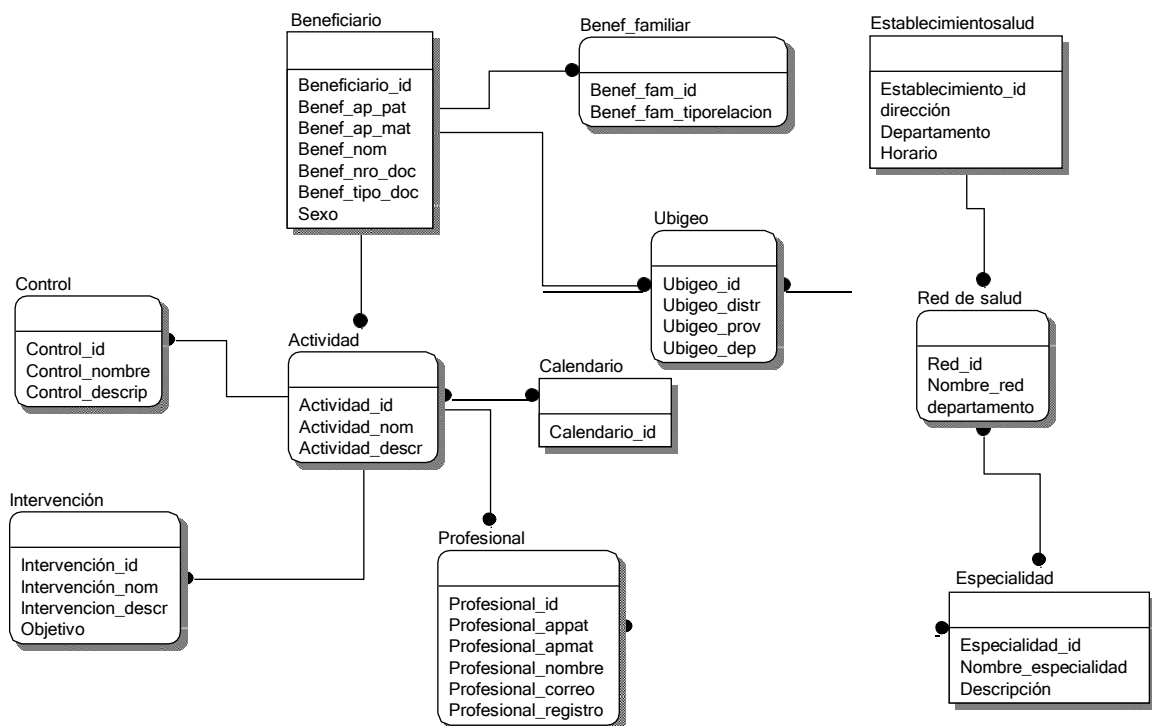 Beneficiario
Beneficiario_id
Benef_ap_pat
Benef_ap_mat
Benef_nom
Benef_nro_doc
Benef_tipo_doc
Sexo
Benef_familiar
Benef_fam_id
Benef_fam_tiporelacion
Establecimientosalud
Establecimiento_id
dirección
Departamento
Horario
Ubigeo
Ubigeo_id
Ubigeo_distr
Ubigeo_prov
Ubigeo_dep
Control
Control_id
Control_nombre
Control_descrip
Actividad
Actividad_id
Actividad_nom
Actividad_descr
Calendario
Calendario_id
Red de salud
Red_id
Nombre_red
departamento
Intervención
Intervención_id
Intervención_nom
Intervencion_descr
Objetivo
Profesional
Profesional_id
Profesional_appat
Profesional_apmat
Profesional_nombre
Profesional_correo
Profesional_registro
Especialidad
Especialidad_id
Nombre_especialidad
Descripción